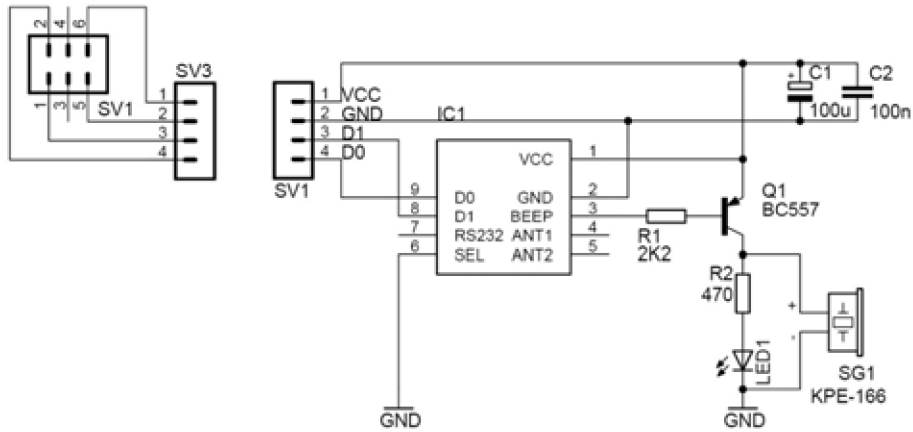 2 4 6
1 3 5
SV1
SV3
1
2
3
4
SV1
1 VCC
2 GND
3 D1
4 D0
IC1
9 D0
8 D1
7 RS232
6 SEL
VCC 1
GND 2
BEEP 3
ANT1 4
ANT2 5
R1
2K2
Q1
BC557
+
C1
100u
C2
100n
R2
470
LED1
+
-
SG1
KPE-166
GND
GND